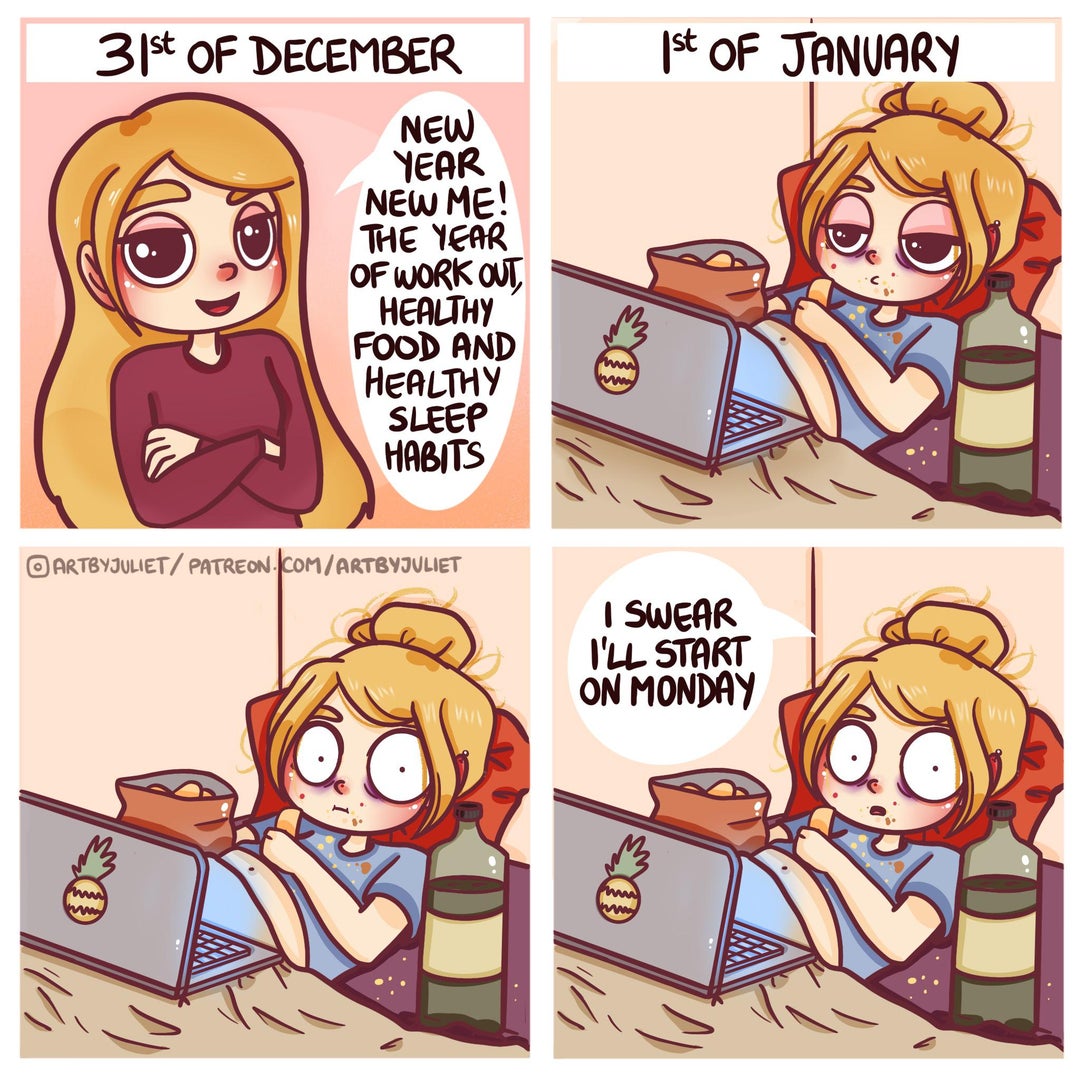 31st OF DECEMBER
NEW
YEAR
NEW ME!
THE YEAR
OF WORK OUT,
HEALTHY
FOOD AND
HEALTHY
SLEEP
HABITS
1st OF JANUARY
ARTBYJULIET/PATREON.COM/ARTBYJULIET
I SWEAR
I'LL START
ON MONDAY